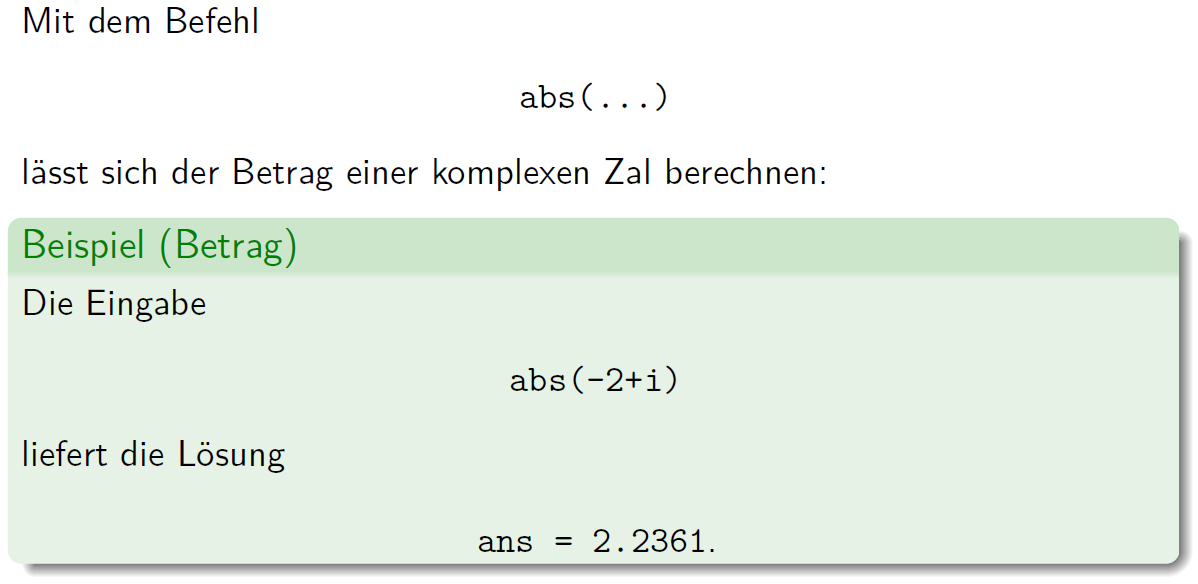 Mit dem Befehl
abs(...)
lässt sich der Betrag einer komplexen Zal berechnen:
Beispiel (Betrag)
Die Eingabe
abs(-2+i)
liefert die Lösung
ans = 2.2361.